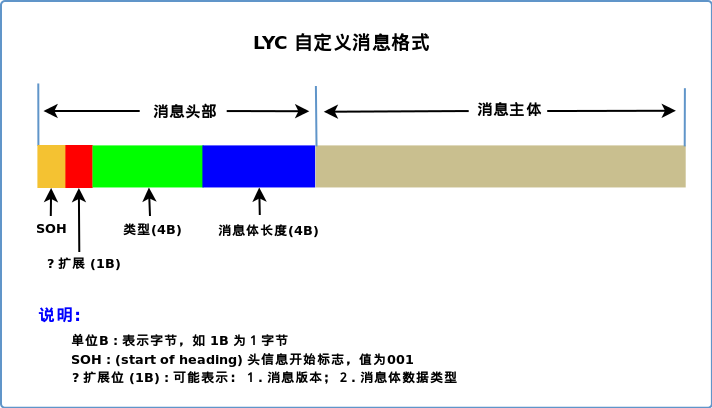 LYC 自定义消息格式
消息头部
消息主体
SOH
类型(4B)
消息体长度(4B)
? 扩展 (1B)
说明:
单位B : 表示字节，如 1B 为 1 字节
SOH : (start of heading) 头信息开始标志，值为001
? 扩展位 (1B) : 可能表示： 1 . 消息版本； 2 . 消息体数据类型